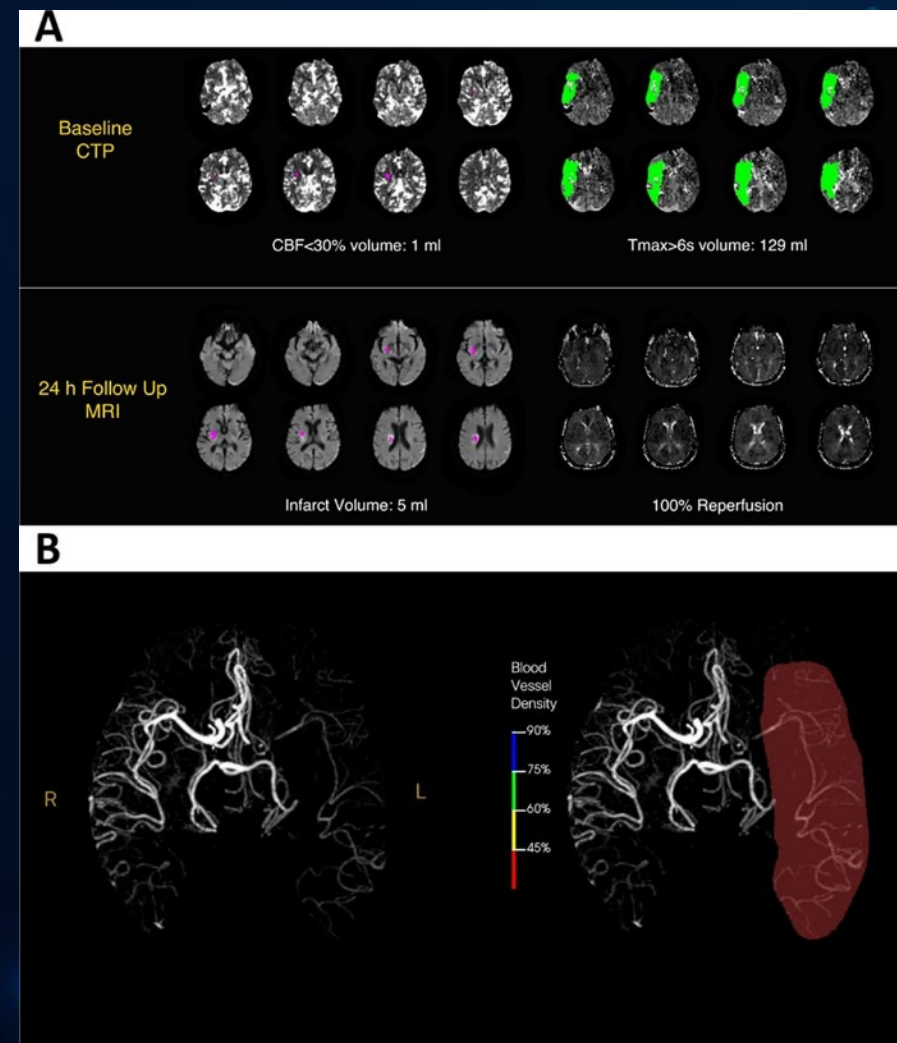 A
Baseline
CTP
CBF<30% volume: 1 ml
Tmax>6s volume: 129 ml
24 h Follow Up
MRI
Infarct Volume: 5 ml
100% Reperfusion
B
R
L
Blood
Vessel
Density
90%
75%
60%
45%